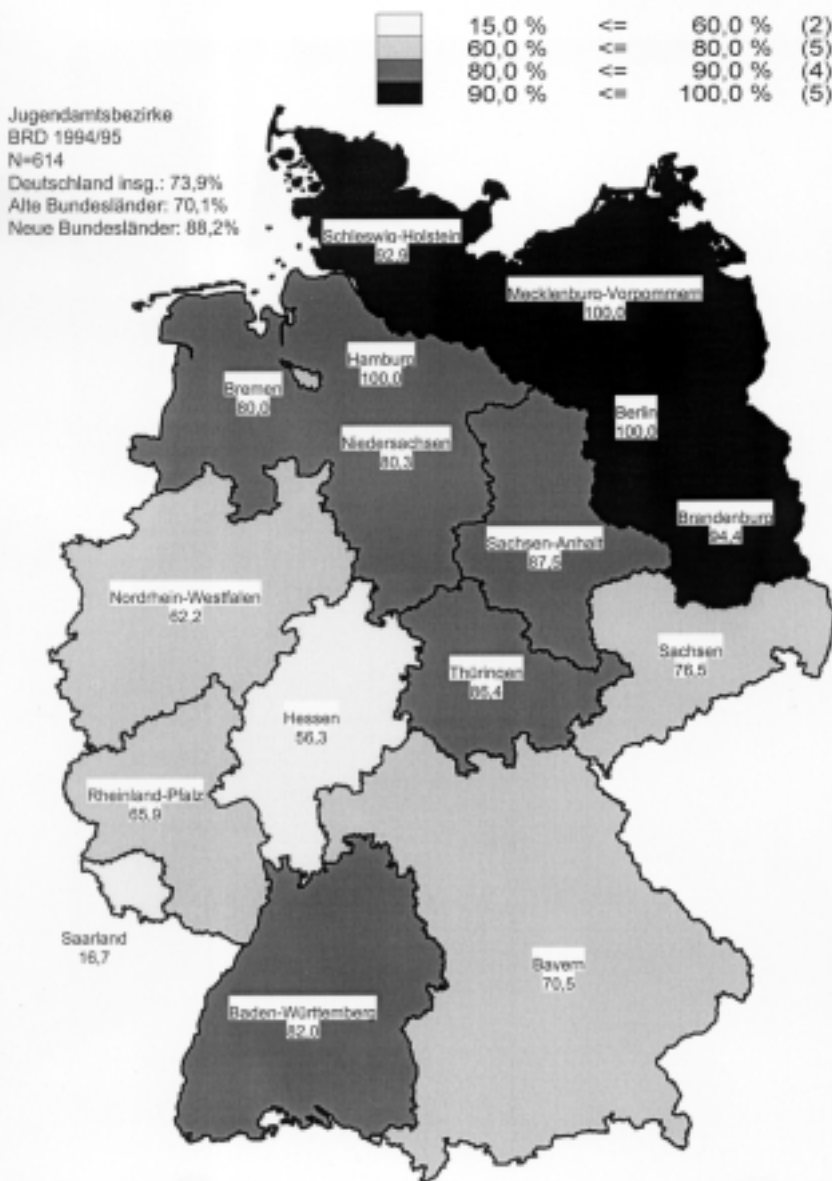 15,0 % <= 60,0 % (2)
60,0 % <= 80,0 % (5)
80,0 % <= 90,0 % (4)
90,0 % <= 100,0 % (5)
Jugendamtsbezirke
BRD 1994/95
N=614
Deutschland insg.: 73,9%
Alte Bundesländer: 70,1%
Neue Bundesländer: 88,2%
Schleswig-Holstein
92,9
Mecklenburg-Vorpommern
100,0
Hamburg
100,0
Bremen
80,0
Berlin
100,0
Niedersachsen
80,3
Brandenburg
94,4
Sachsen-Anhalt
87,5
Nordrhein-Westfalen
62,2
Sachsen
76,5
Thüringen
85,4
Hessen
56,3
Rheinland-Pfalz
65,9
Saarland
16,7
Bayern
70,5
Baden-Württemberg
82,0